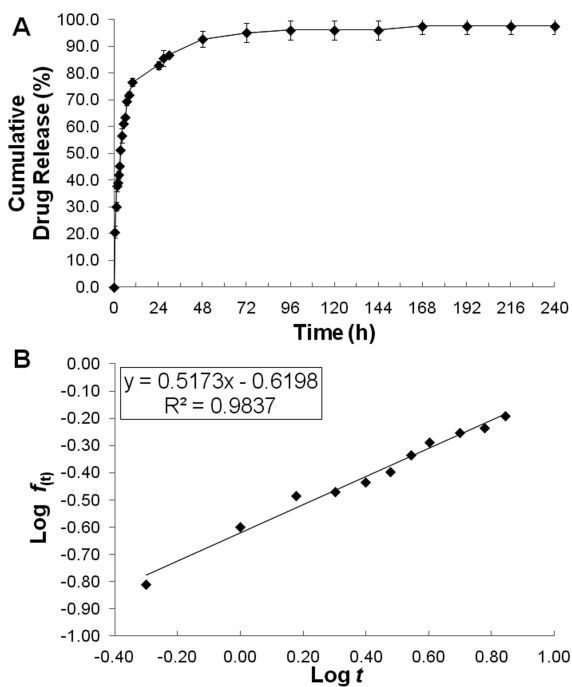 A
Cumulative
Drug Release (%)
100.0
90.0
80.0
70.0
60.0
50.0
40.0
30.0
20.0
10.0
0.0
0 24 48 72 96 120 144 168 192 216 240
Time (h)
B
Log f(t)
0.00
-0.20
-0.20
-0.30
-0.40
-0.50
-0.60
-0.70
-0.80
-0.90
-1.00
y = 0.5173x - 0.6198
R² = 0.9837
-0.40 -0.20 0.00 0.20 0.40 0.60 0.80 1.00
Log t